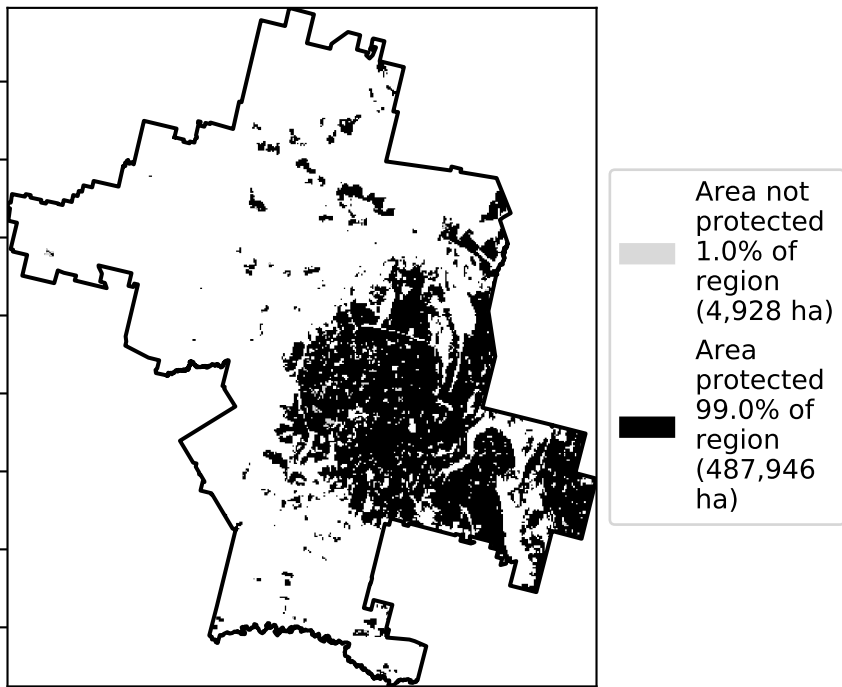 Area not
protected
1.0% of
region
(4,928 ha)
Area
protected
99.0% of
region
(487,946
ha)